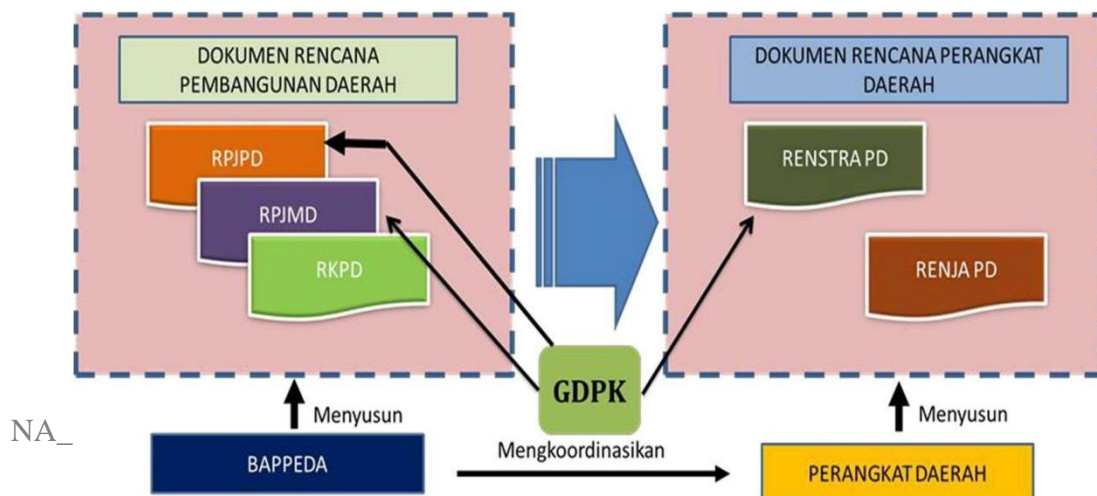 DOKUMEN RENCANA
PEMBANGUNAN DAERAH
RPJPD
RPJMD
RKPD
DOKUMEN RENCANA PERANGKAT
DAERAH
RENSTRA PD
RENJA PD
GDPK
Menyusun
Menyusun
NA_
BAPPEDA
Mengkoordinasikan
PERANGKAT DAERAH